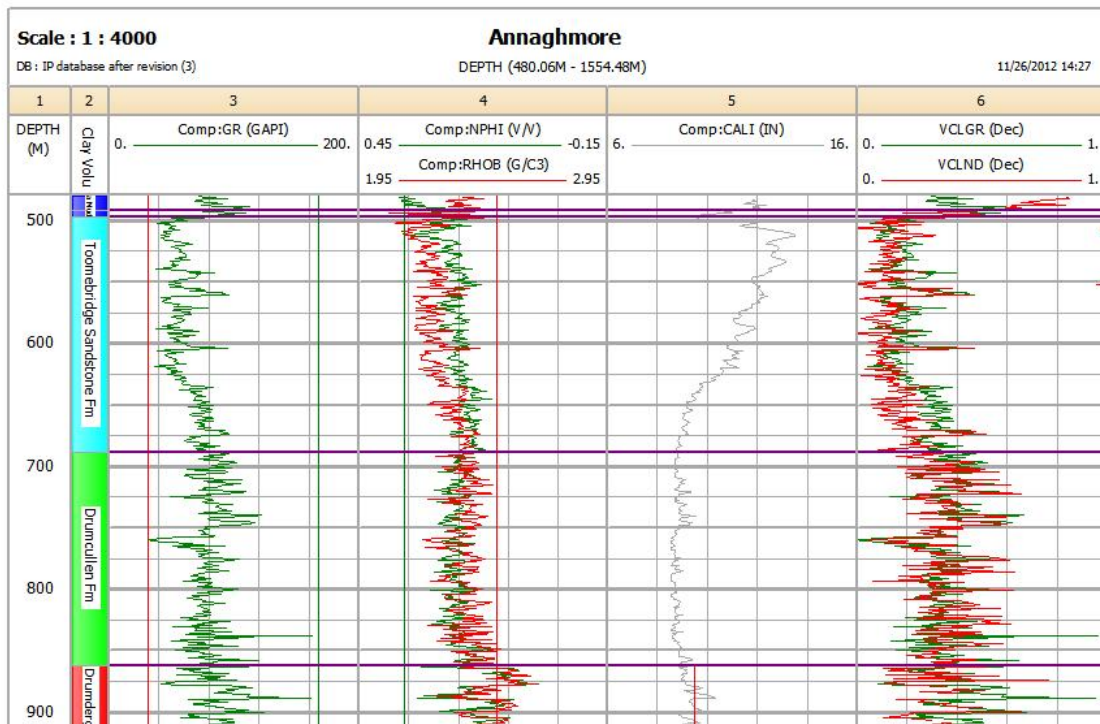 Scale : 1 : 4000
Annaghmore
DB : IP database after revision (3)
DEPTH (480.06M - 1554.48M)
11/26/2012 14:27
1 2 3 4 5 6
DEPTH
(M)
Clay Volu
Comp:GR (GAPI)
0. 200.
Comp:NPHI (V/V)
0.45 -0.15
Comp:RHOB (G/C3)
1.95 2.95
Comp:CALI (IN)
6. 16.
VCLGR (Dec)
0. 1.
VCLND (Dec)
0. 1.
500
Toomebridge Sandstone Fm
600
700
Drumcullen Fm
800
Drumderg
900